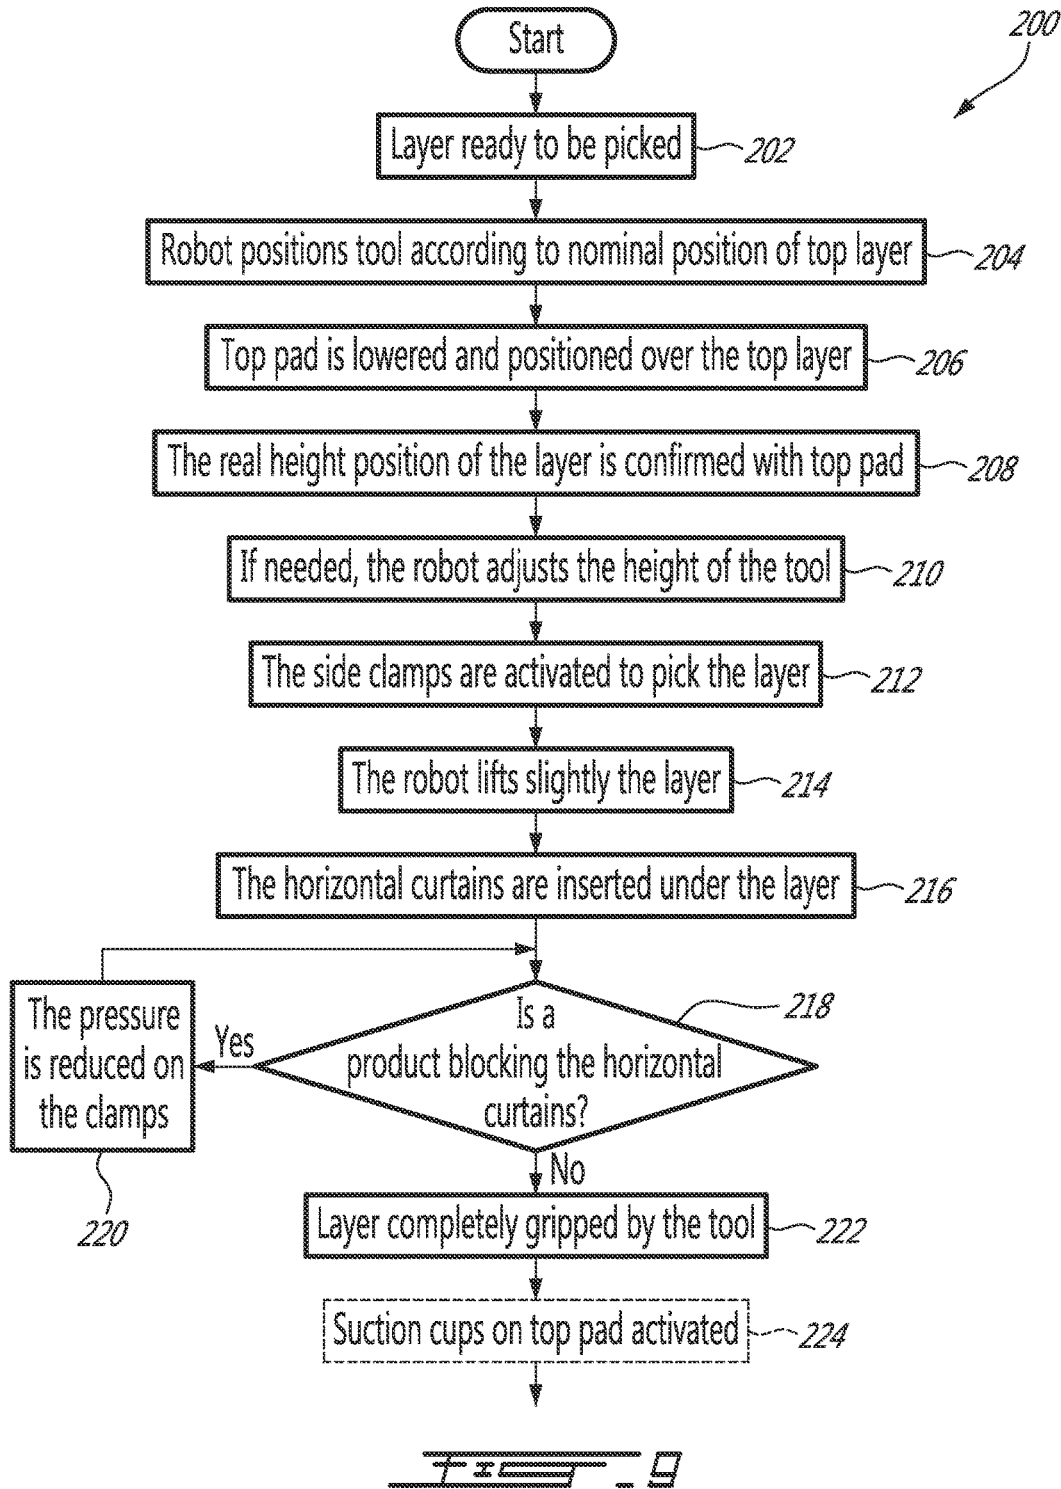 Start
200
Layer ready to be picked
202
Robot positions tool according to nominal position of top layer
204
Top pad is lowered and positioned over the top layer
206
The real height position of the layer is confirmed with top pad
208
If needed, the robot adjusts the height of the tool
210
The side clamps are activated to pick the layer
212
The robot lifts slightly the layer
214
The horizontal curtains are inserted under the layer
216
Is a
product blocking the horizontal
curtains?
218
Yes
The pressure
is reduced on
the clamps
220
No
Layer completely gripped by the tool
222
Suction cups on top pad activated
224
FIG. 9